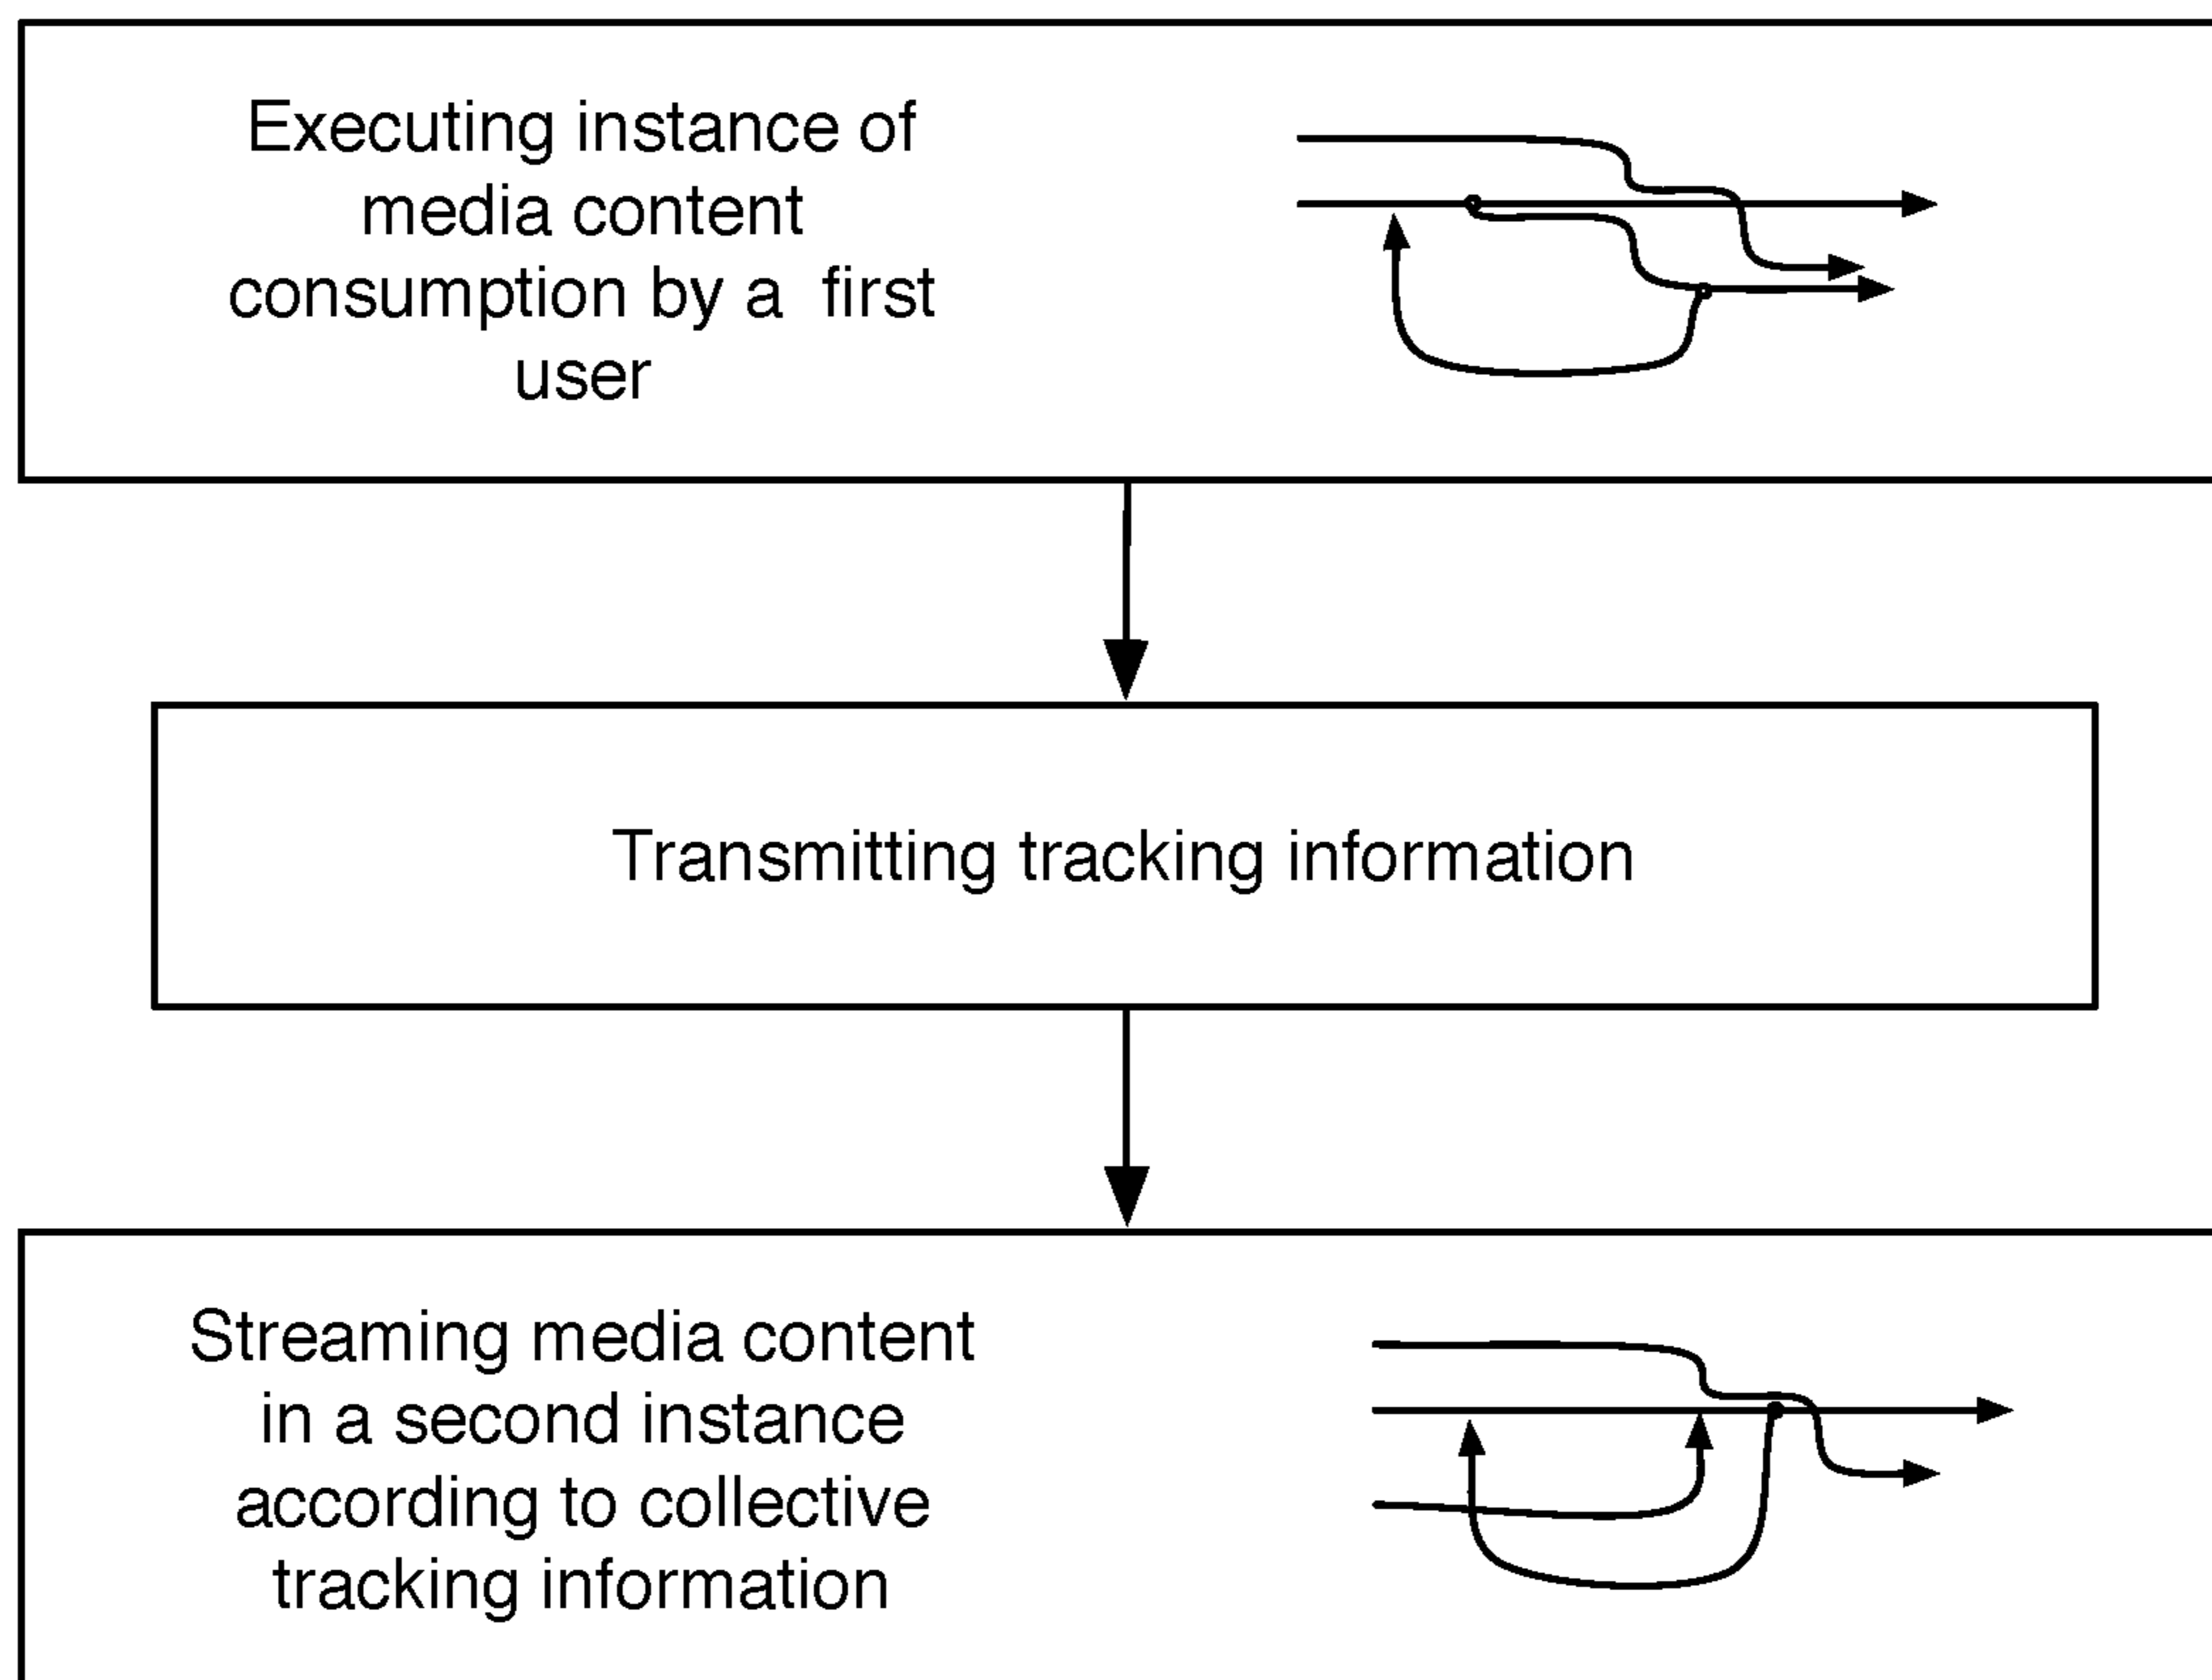 Executing instance of
media content
consumption by a  first
user
Transmitting tracking information
Streaming media content
in a second instance
according to collective
tracking information